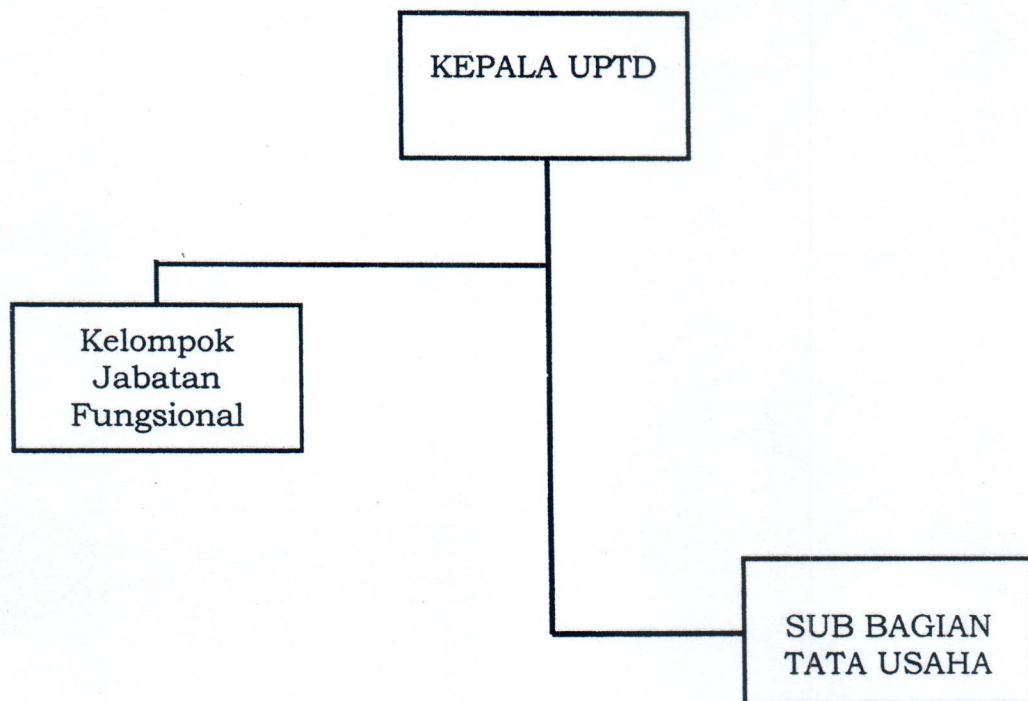 KEPALA UPTD
Kelompok
Jabatan
Fungsional
SUB BAGIAN
TATA USAHA